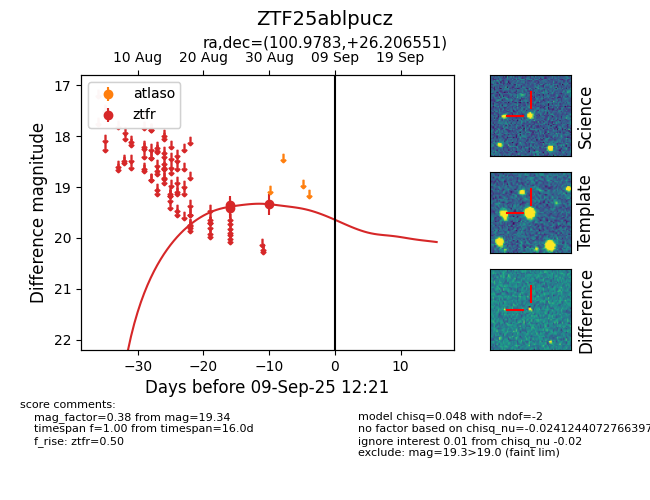 ZTF25ablpucz
ra,dec=(100.9783,+26.206551)
10 Aug 20 Aug 30 Aug 09 Sep 19 Sep
atlaso
ztfr
17
18
19
20
21
22
Difference magnitude
−30 −20 −10 0 10
Days before 09-Sep-25 12:21
Science
Template
Difference
score comments:
mag_factor=0.38 from mag=19.34
timespan f=1.00 from timespan=16.0d
f_rise: ztfr=0.50
model chisq=0.048 with ndof=-2
no factor based on chisq_nu=-0.0241244072766397
ignore interest 0.01 from chisq_nu -0.02
exclude: mag=19.3>19.0 (faint lim)